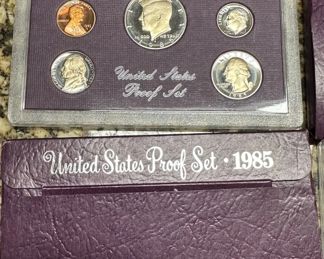 United States
Proof Set
United States Proof Set • 1985